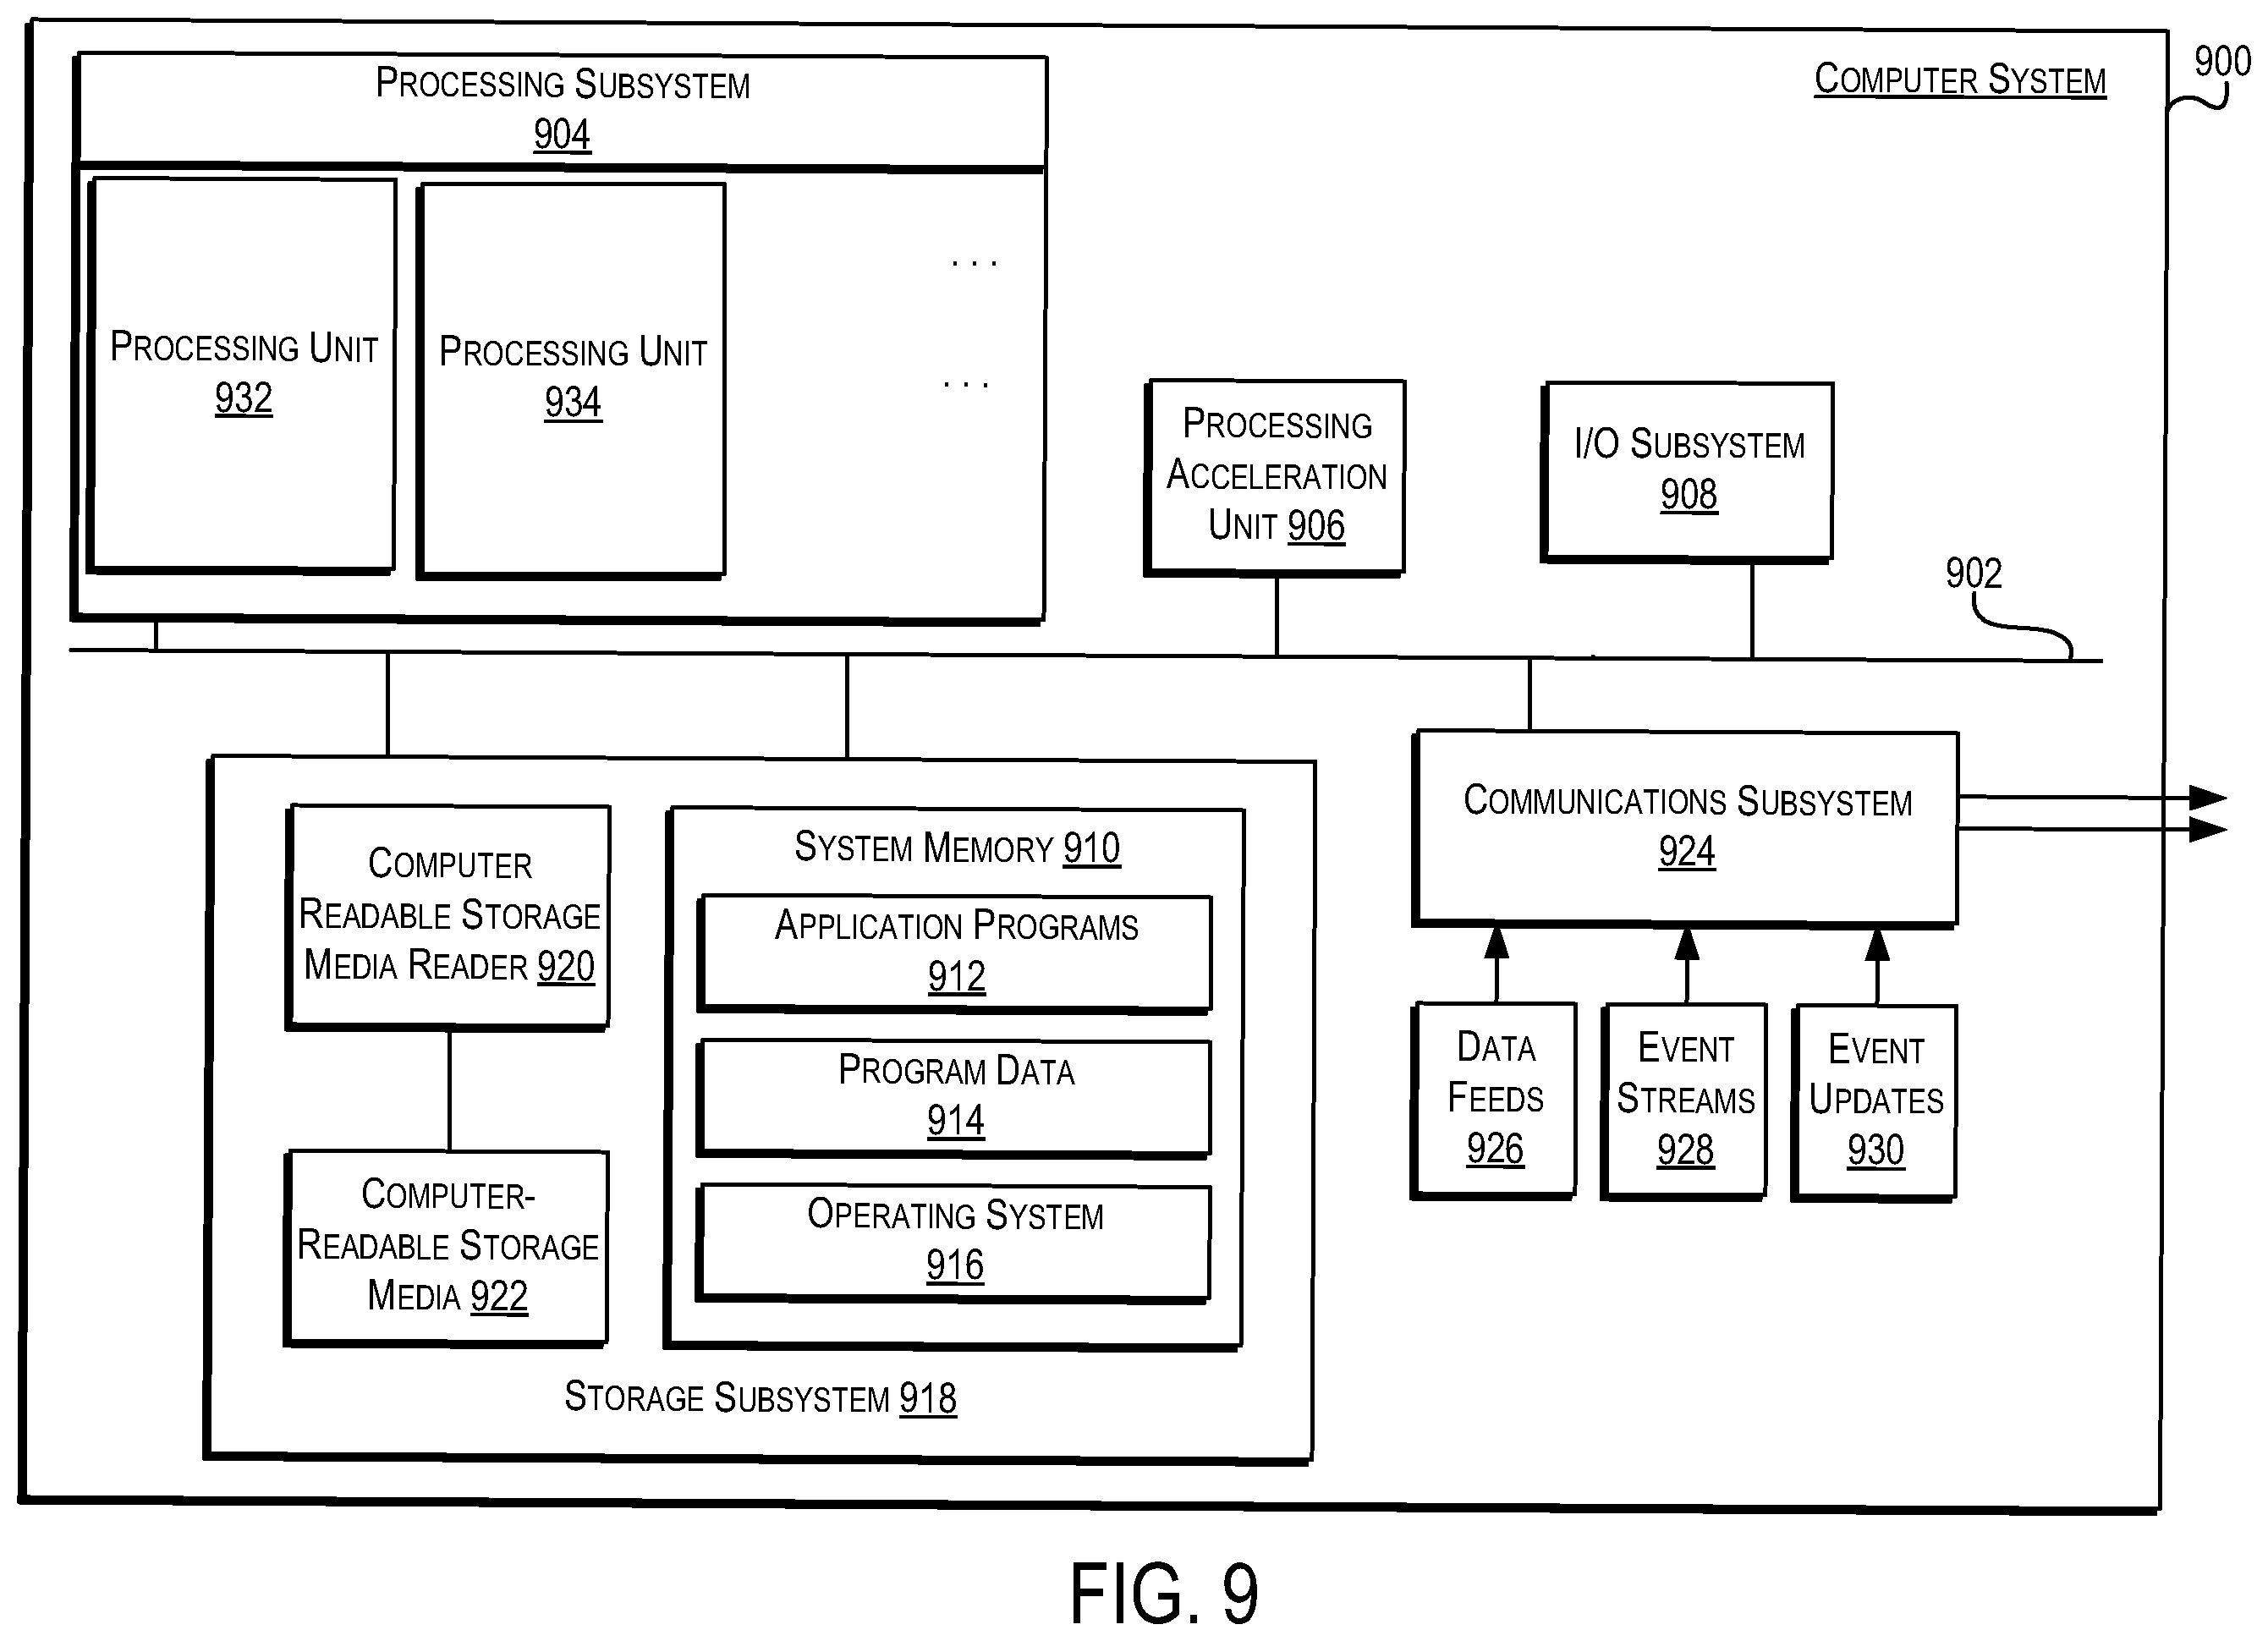 PROCESSING SUBSYSTEM
904
COMPUTER SYSTEM
900
PROCESSING UNIT
932
PROCESSING UNIT
934
. . .
. . .
PROCESSING
ACCELERATION
UNIT 906
I/O SUBSYSTEM
908
902
COMPUTER
READABLE STORAGE
MEDIA READER 920
COMPUTER-
READABLE STORAGE
MEDIA 922
SYSTEM MEMORY 910
APPLICATION PROGRAMS
912
PROGRAM DATA
914
OPERATING SYSTEM
916
STORAGE SUBSYSTEM 918
COMMUNICATIONS SUBSYSTEM
924
DATA
FEEDS
926
EVENT
STREAMS
928
EVENT
UPDATES
930
FIG. 9